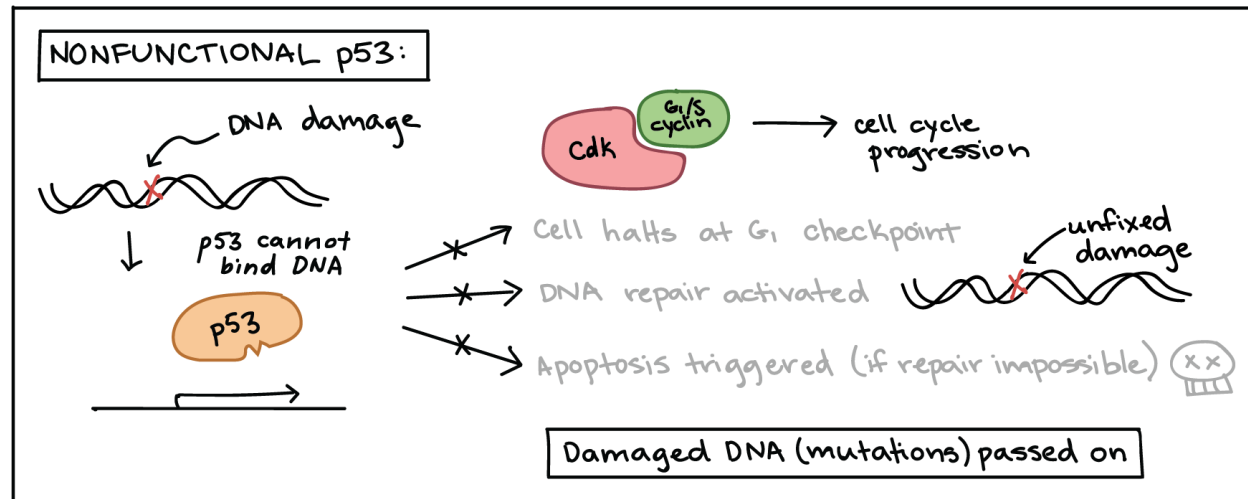 NONFUNCTIONAL p53:
DNA damage
p53 cannot
bind DNA
p53
Cdk
G₁/S
cyclin
cell cycle
progression
Cell halts at G₁ checkpoint
DNA repair activated
Apoptosis triggered (if repair impossible)
unfixed
damage
Damaged DNA (mutations) passed on